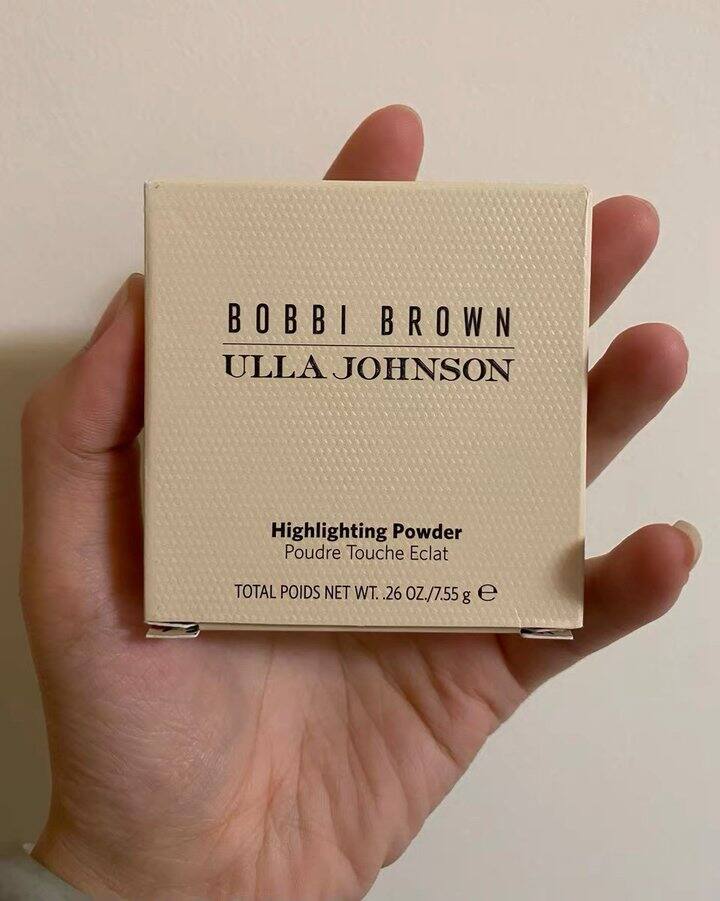 BOBBI BROWN
ULLA JOHNSON
Highlighting Powder
Poudre Touche Eclat
TOTAL POIDS NET WT. .26 OZ./7.55 g ℮